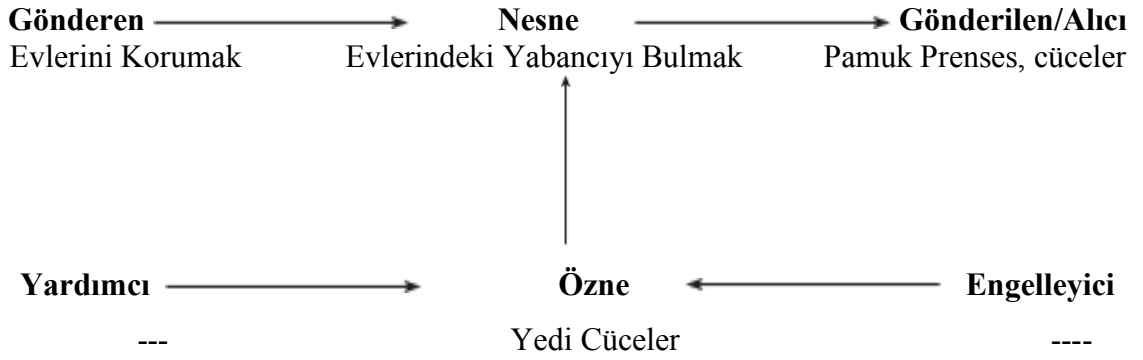 Gönderen Nesne Gönderilen/Alıcı
Evlerini Korumak Evlerindeki Yabancıyı Bulmak Pamuk Prenses, cüceler
Yardımcı Özne Engelleyici
--- Yedi Cüceler ----